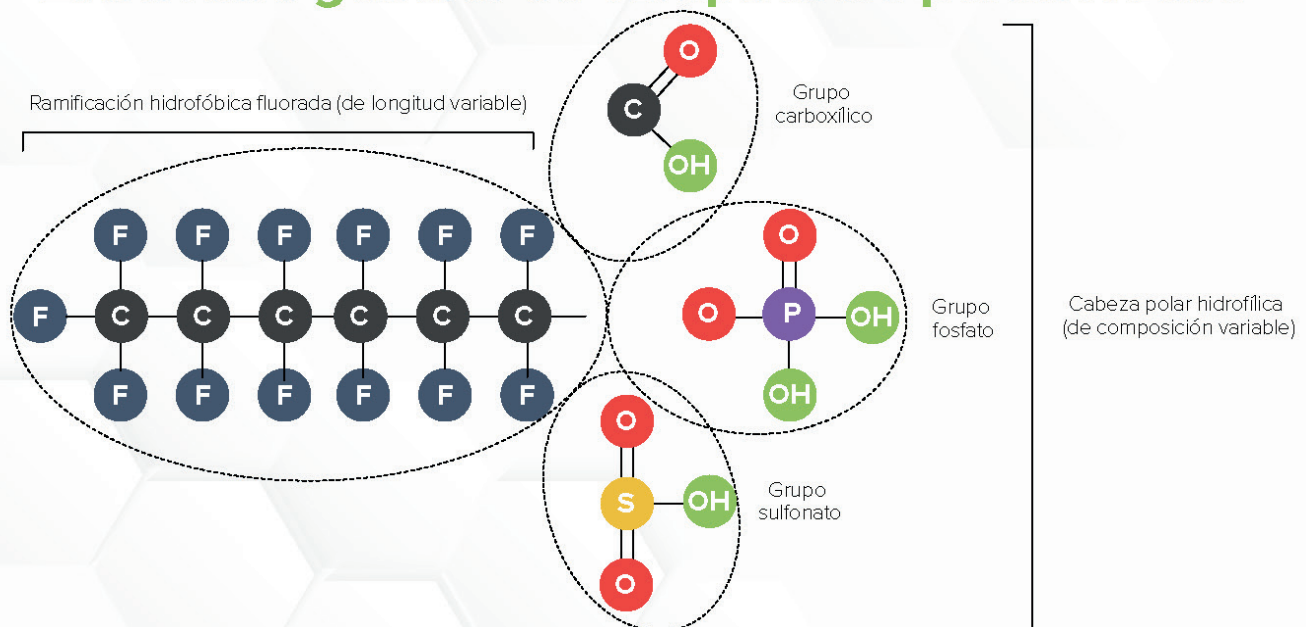 Ramificación hidrofóbica fluorada (de longitud variable)
O
C
OH
Grupo
carboxílico
F F F F F F
F C C C C C C
F F F F F F
O
O P OH
OH
Grupo
fosfato
O
S OH
O
Grupo
sulfonato
Cabeza polar hidrofílica
(de composición variable)